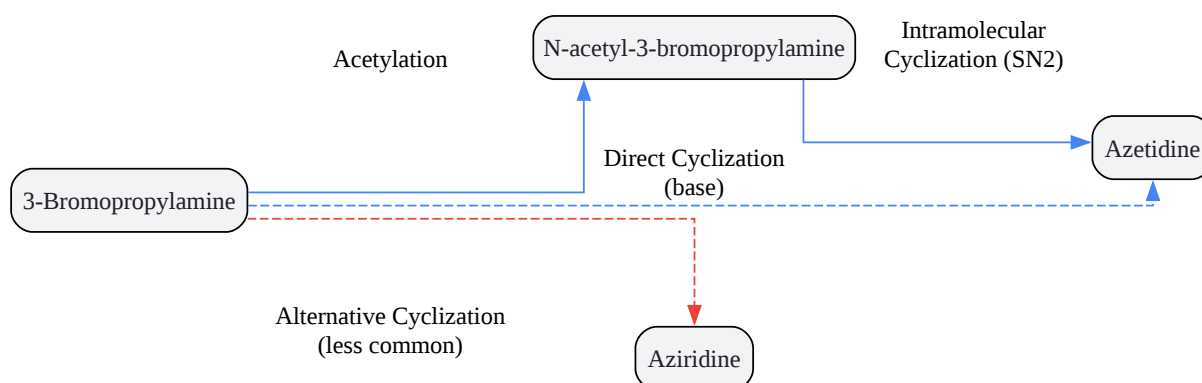 Acetylation
N-acetyl-3-bromopropylamine
Intramolecular
Cyclization (SN2)
Azetidine
Direct Cyclization
(base)
3-Bromopropylamine
Alternative Cyclization
(less common)
Aziridine